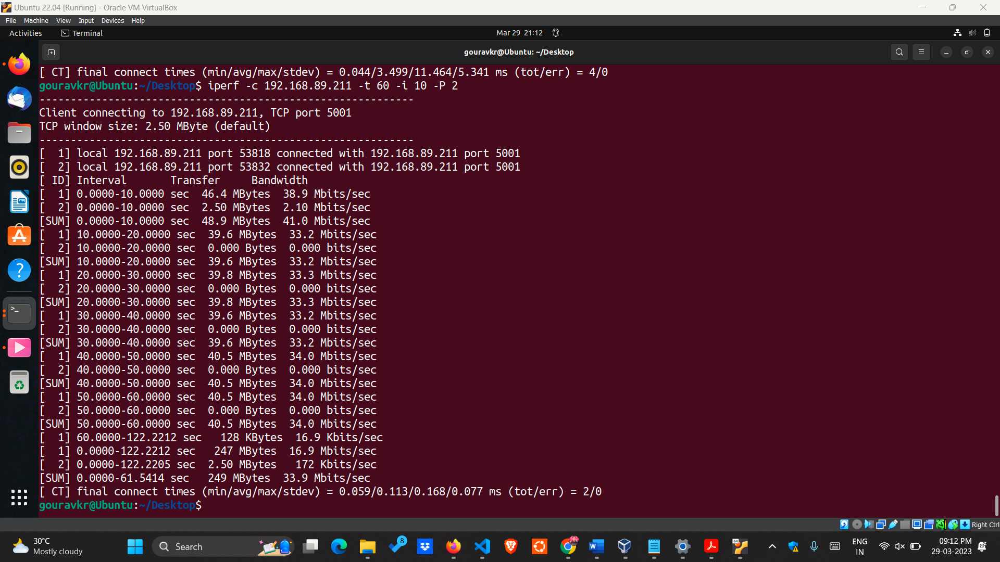 Ubuntu 22.04 [Running] - Oracle VM VirtualBox
File Machine View Input Devices Help
Activities Terminal Mar 29 21:12
gouravkr@Ubuntu: ~/Desktop
[ CT] final connect times (min/avg/max/stdev) = 0.044/3.499/11.464/5.341 ms (tot/err) = 4/0
gouravkr@Ubuntu:~/Desktop$ iperf -c 192.168.89.211 -t 60 -i 10 -P 2
------------------------------------------------------------
Client connecting to 192.168.89.211, TCP port 5001
TCP window size: 2.50 MByte (default)
------------------------------------------------------------
[  1] local 192.168.89.211 port 53818 connected with 192.168.89.211 port 5001
[  2] local 192.168.89.211 port 53832 connected with 192.168.89.211 port 5001
[ ID] Interval       Transfer     Bandwidth
[  1] 0.0000-10.0000 sec  46.4 MBytes  38.9 Mbits/sec
[  2] 0.0000-10.0000 sec  2.50 MBytes  2.10 Mbits/sec
[SUM] 0.0000-10.0000 sec  48.9 MBytes  41.0 Mbits/sec
[  1] 10.0000-20.0000 sec  39.6 MBytes  33.2 Mbits/sec
[  2] 10.0000-20.0000 sec  0.000 Bytes  0.000 bits/sec
[SUM] 10.0000-20.0000 sec  39.6 MBytes  33.2 Mbits/sec
[  1] 20.0000-30.0000 sec  39.8 MBytes  33.3 Mbits/sec
[  2] 20.0000-30.0000 sec  0.000 Bytes  0.000 bits/sec
[SUM] 20.0000-30.0000 sec  39.8 MBytes  33.3 Mbits/sec
[  1] 30.0000-40.0000 sec  39.6 MBytes  33.2 Mbits/sec
[  2] 30.0000-40.0000 sec  0.000 Bytes  0.000 bits/sec
[SUM] 30.0000-40.0000 sec  39.6 MBytes  33.2 Mbits/sec
[  1] 40.0000-50.0000 sec  40.5 MBytes  34.0 Mbits/sec
[  2] 40.0000-50.0000 sec  0.000 Bytes  0.000 bits/sec
[SUM] 40.0000-50.0000 sec  40.5 MBytes  34.0 Mbits/sec
[  1] 50.0000-60.0000 sec  40.5 MBytes  34.0 Mbits/sec
[  2] 50.0000-60.0000 sec  0.000 Bytes  0.000 bits/sec
[SUM] 50.0000-60.0000 sec  40.5 MBytes  34.0 Mbits/sec
[  1] 60.0000-122.2212 sec   128 KBytes  16.9 Kbits/sec
[  1] 0.0000-122.2212 sec   247 MBytes  16.9 Mbits/sec
[  2] 0.0000-122.2205 sec  2.50 MBytes   172 Kbits/sec
[SUM] 0.0000-61.5414 sec   249 MBytes  33.9 Mbits/sec
[ CT] final connect times (min/avg/max/stdev) = 0.059/0.113/0.168/0.077 ms (tot/err) = 2/0
gouravkr@Ubuntu:~/Desktop$
Right Ctrl
30°C
Mostly cloudy
Search
8
ENG
IN
09:12 PM
29-03-2023